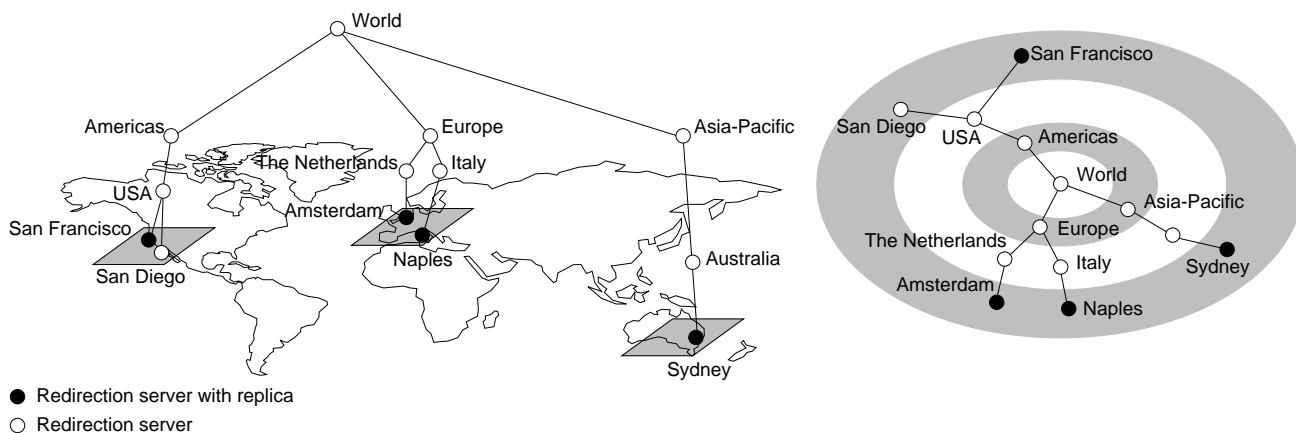 World
Americas
Europe
Asia-Pacific
The Netherlands
Italy
USA
Amsterdam
San Francisco
Naples
San Diego
Australia
Sydney
Redirection server with replica
Redirection server
San Francisco
San Diego
USA
Americas
World
Asia-Pacific
Europe
The Netherlands
Italy
Sydney
Amsterdam
Naples